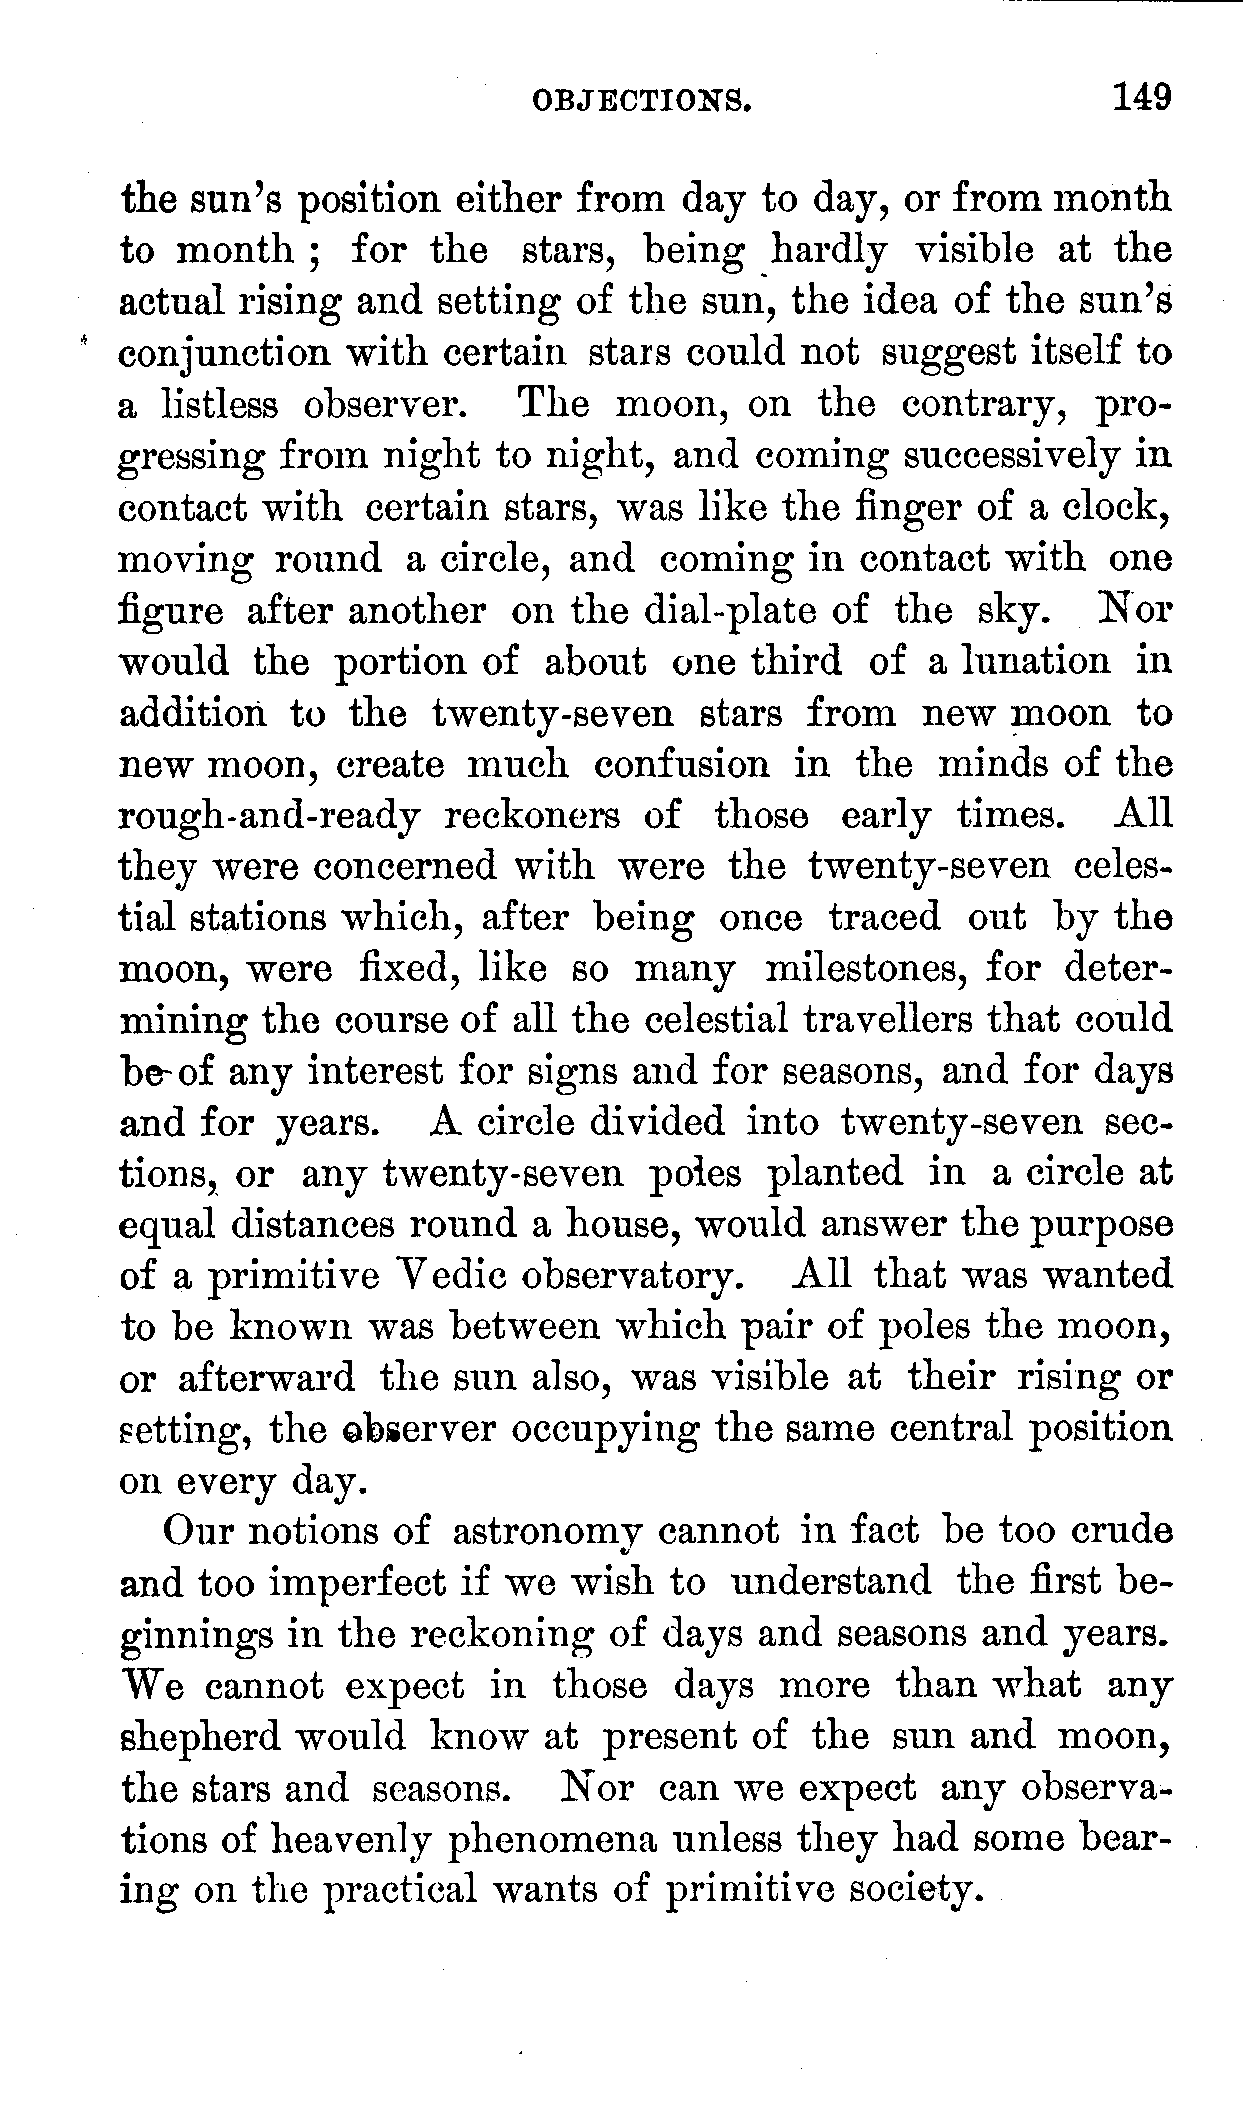 OBJECTIONS. 149
the sun's position either from day to day, or from month
to month ; for the stars, being hardly visible at the
actual rising and setting of the sun, the idea of the sun's
conjunction with certain stars could not suggest itself to
a listless observer. The moon, on the contrary, pro-
gressing from night to night, and coming successively in
contact with certain stars, was like the finger of a clock,
moving round a circle, and coming in contact with one
figure after another on the dial-plate of the sky. Nor
would the portion of about one third of a lunation in
addition to the twenty-seven stars from new moon to
new moon, create much confusion in the minds of the
rough-and-ready reckoners of those early times. All
they were concerned with were the twenty-seven celes-
tial stations which, after being once traced out by the
moon, were fixed, like so many milestones, for deter-
mining the course of all the celestial travellers that could
be of any interest for signs and for seasons, and for days
and for years. A circle divided into twenty-seven sec-
tions, or any twenty-seven poles planted in a circle at
equal distances round a house, would answer the purpose
of a primitive Vedic observatory. All that was wanted
to be known was between which pair of poles the moon,
or afterward the sun also, was visible at their rising or
setting, the observer occupying the same central position
on every day.
Our notions of astronomy cannot in fact be too crude
and too imperfect if we wish to understand the first be-
ginnings in the reckoning of days and seasons and years.
We cannot expect in those days more than what any
shepherd would know at present of the sun and moon,
the stars and seasons. Nor can we expect any observa-
tions of heavenly phenomena unless they had some bear-
ing on the practical wants of primitive society.